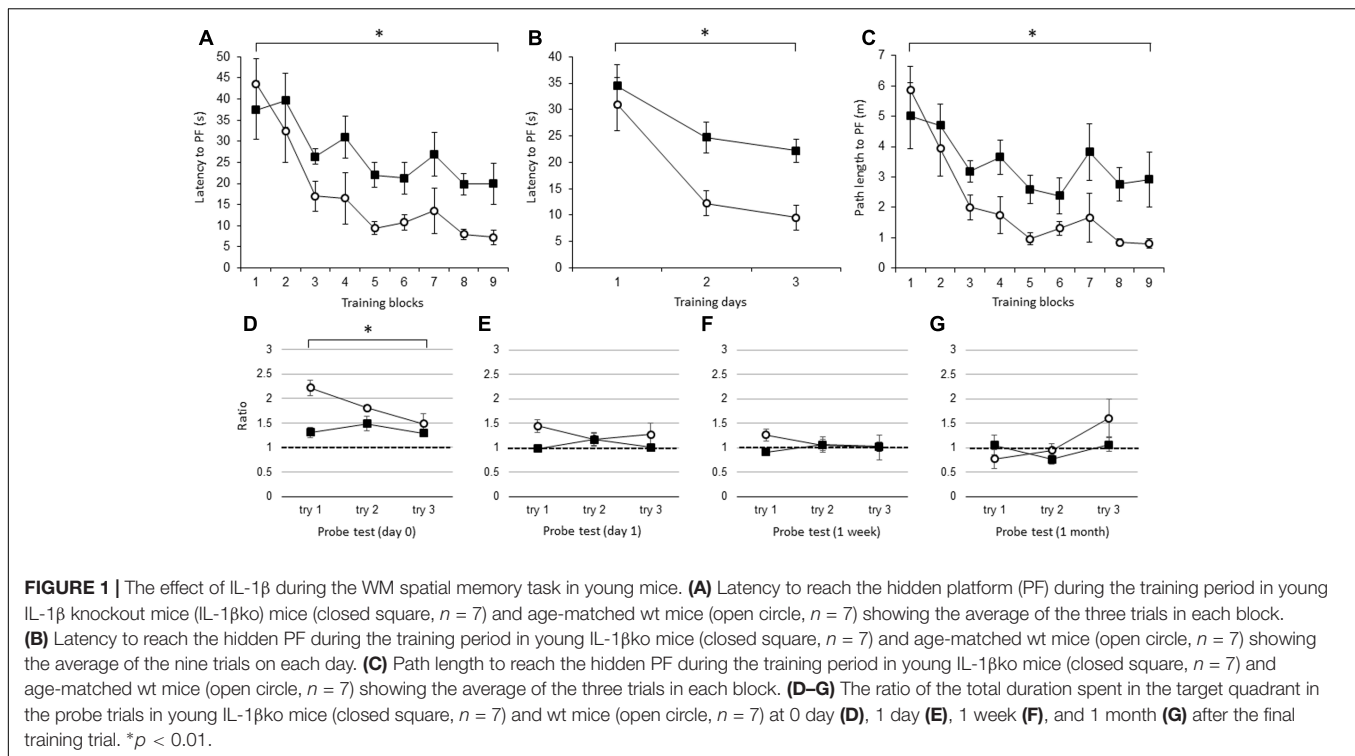 A * B * C *
50
45
40
35
30
25
20
15
10
5
0
Latency to PF (s)
1 2 3 4 5 6 7 8 9
Training blocks
45
40
35
30
25
20
15
10
5
0
Latency to PF (s)
1 2 3
Training days
7
6
5
4
3
2
1
0
Path length to PF (m)
1 2 3 4 5 6 7 8 9
Training blocks
D * E F G
3
2.5
2
1.5
1
0.5
0
Ratio
try 1 try 2 try 3
Probe test (day 0)
3
2.5
2
1.5
1
0.5
0
try 1 try 2 try 3
Probe test (day 1)
3
2.5
2
1.5
1
0.5
0
try 1 try 2 try 3
Probe test (1 week)
3
2.5
2
1.5
1
0.5
0
try 1 try 2 try 3
Probe test (1 month)
FIGURE 1 | The effect of IL-1β during the WM spatial memory task in young mice. (A) Latency to reach the hidden platform (PF) during the training period in young
IL-1β knockout mice (IL-1βko) mice (closed square, n = 7) and age-matched wt mice (open circle, n = 7) showing the average of the three trials in each block.
(B) Latency to reach the hidden PF during the training period in young IL-1βko mice (closed square, n = 7) and age-matched wt mice (open circle, n = 7) showing
the average of the nine trials on each day. (C) Path length to reach the hidden PF during the training period in young IL-1βko mice (closed square, n = 7) and
age-matched wt mice (open circle, n = 7) showing the average of the three trials in each block. (D–G) The ratio of the total duration spent in the target quadrant in
the probe trials in young IL-1βko mice (closed square, n = 7) and wt mice (open circle, n = 7) at 0 day (D), 1 day (E), 1 week (F), and 1 month (G) after the final
training trial. *p < 0.01.